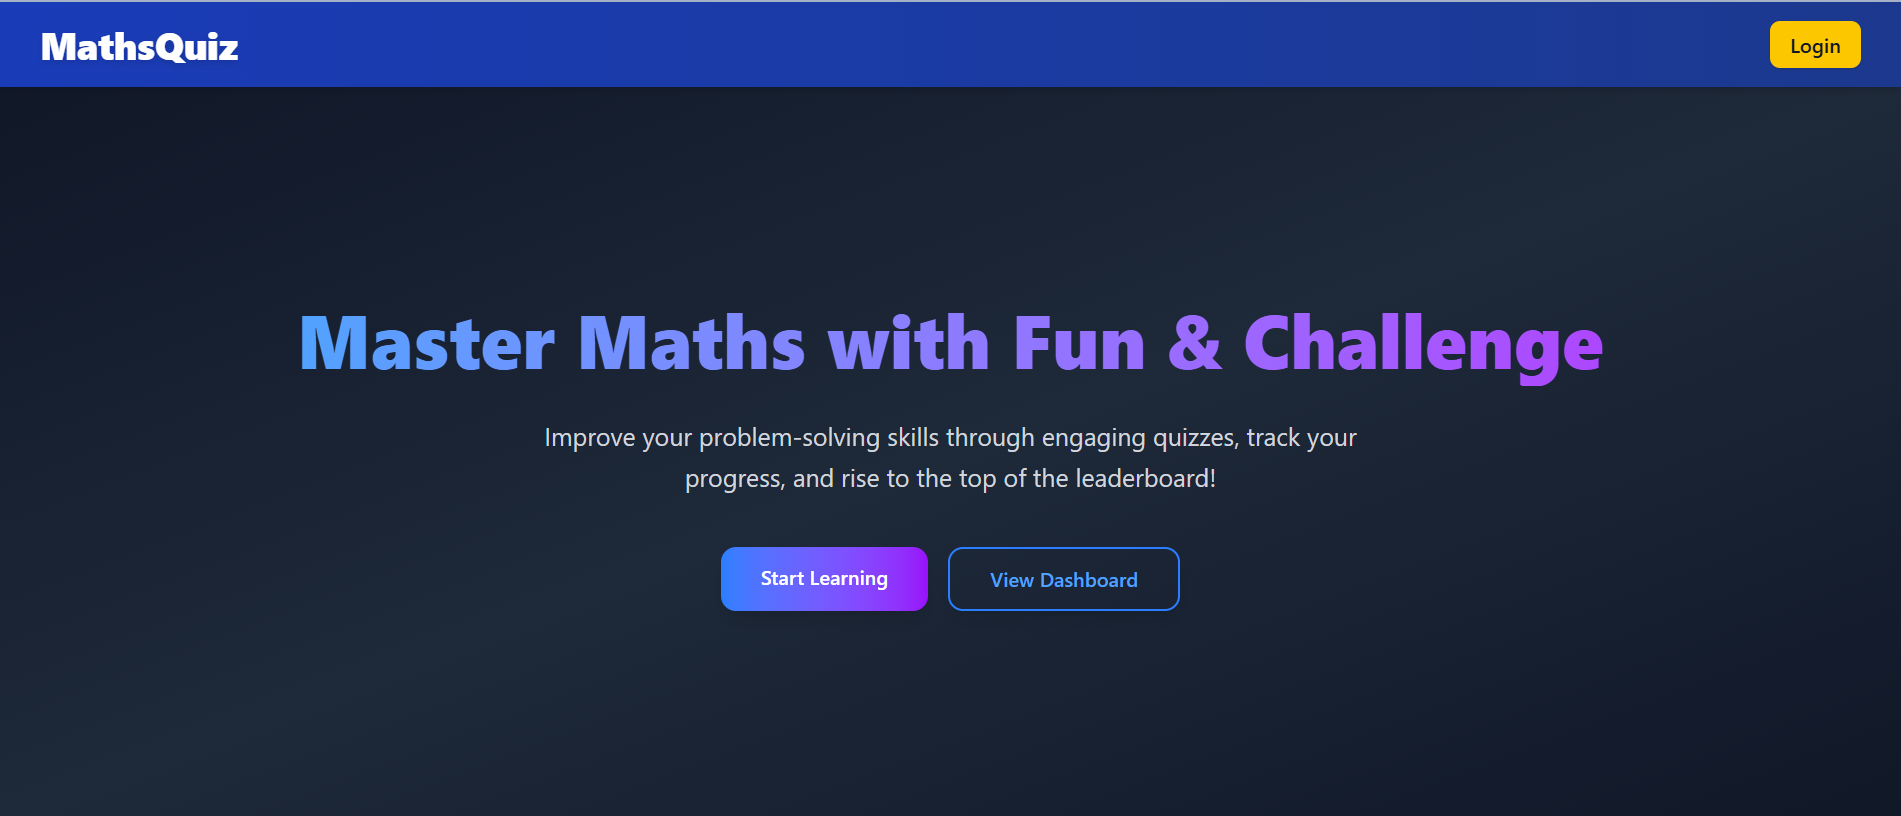 MathsQuiz
Login
Master Maths with Fun & Challenge
Improve your problem-solving skills through engaging quizzes, track your
progress, and rise to the top of the leaderboard!
Start Learning
View Dashboard